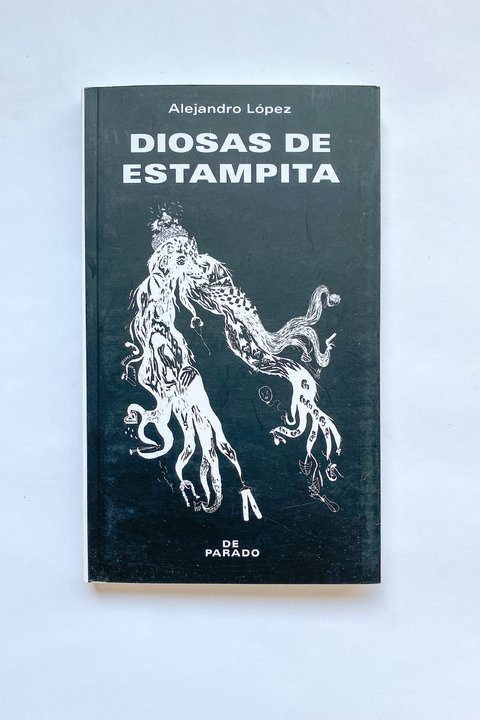 Alejandro López
DIOSAS DE
ESTAMPITA
DE
PARADO